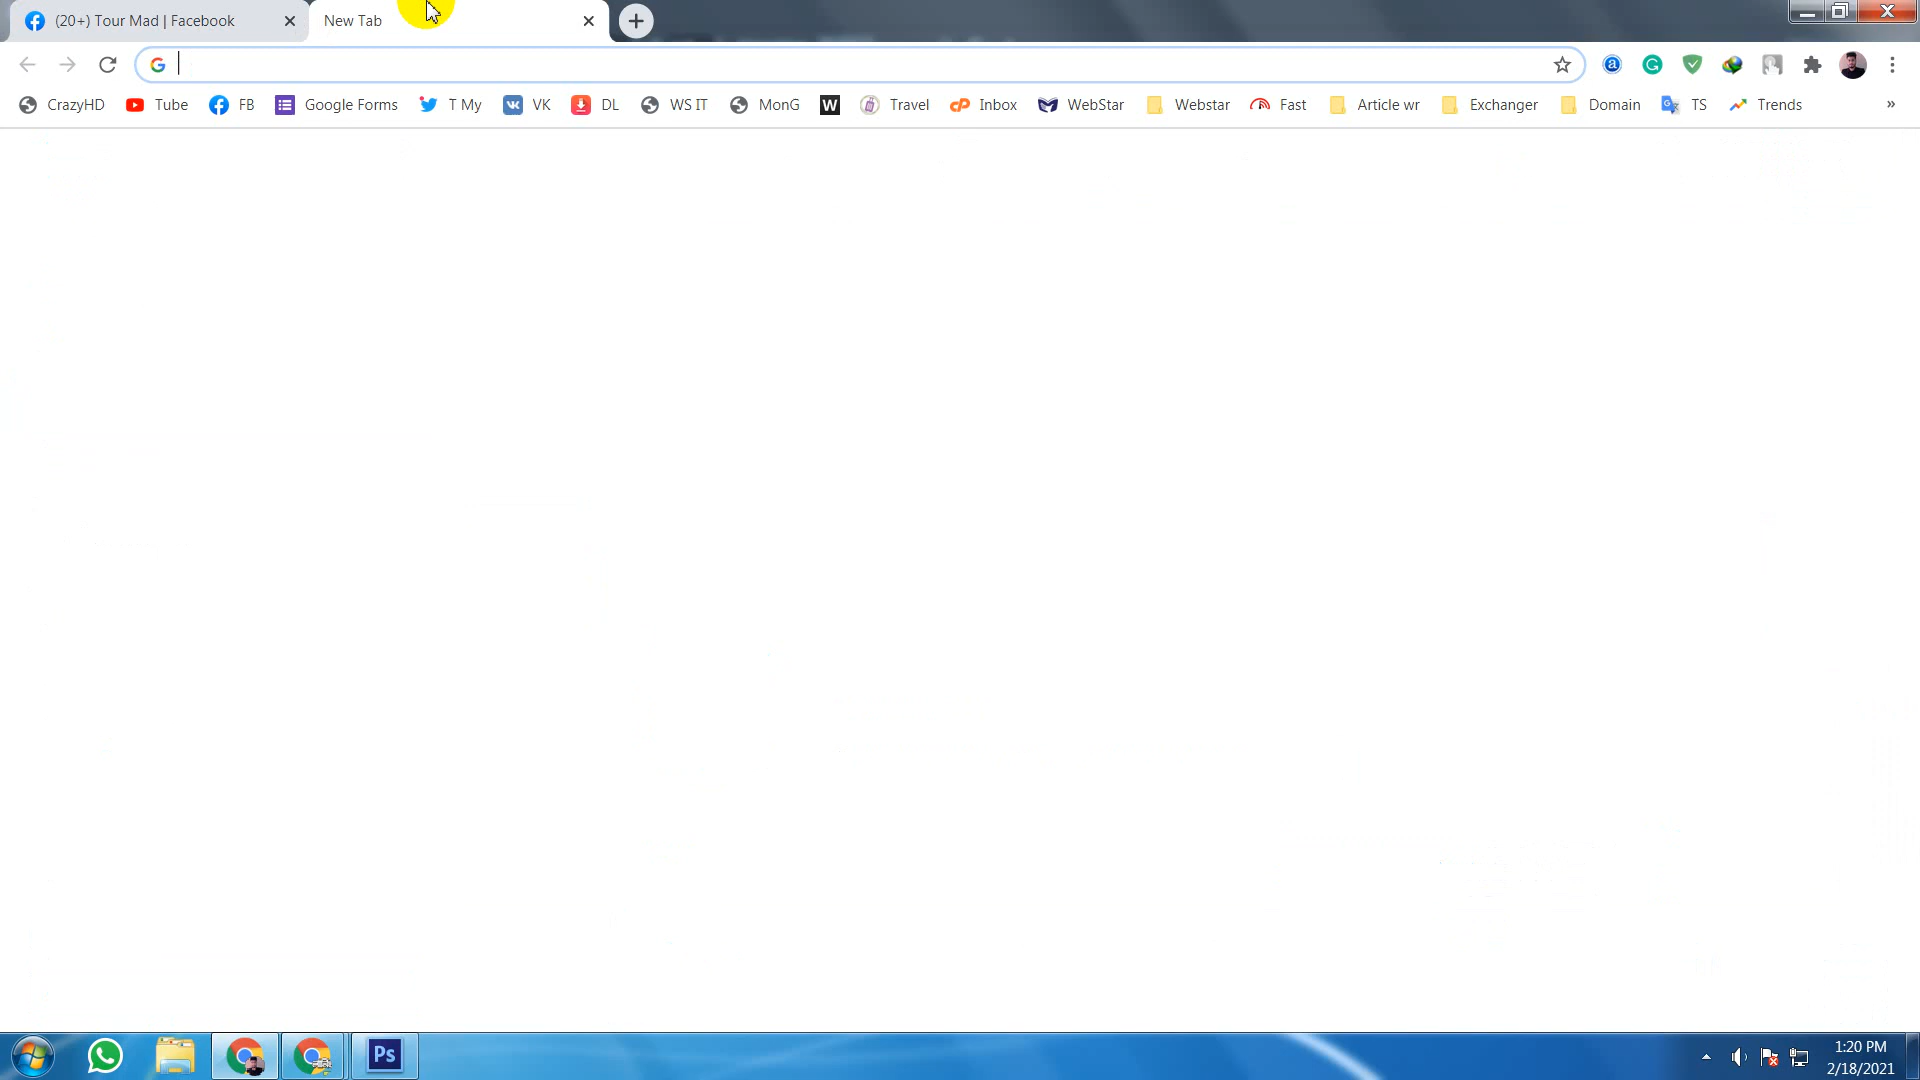 (20+) Tour Mad | Facebook New Tab
CrazyHD Tube FB Google Forms T My VK DL WS IT MonG W Travel cP Inbox WebStar Webstar Fast Article wr Exchanger Domain TS Trends »
Ps
1:20 PM
2/18/2021